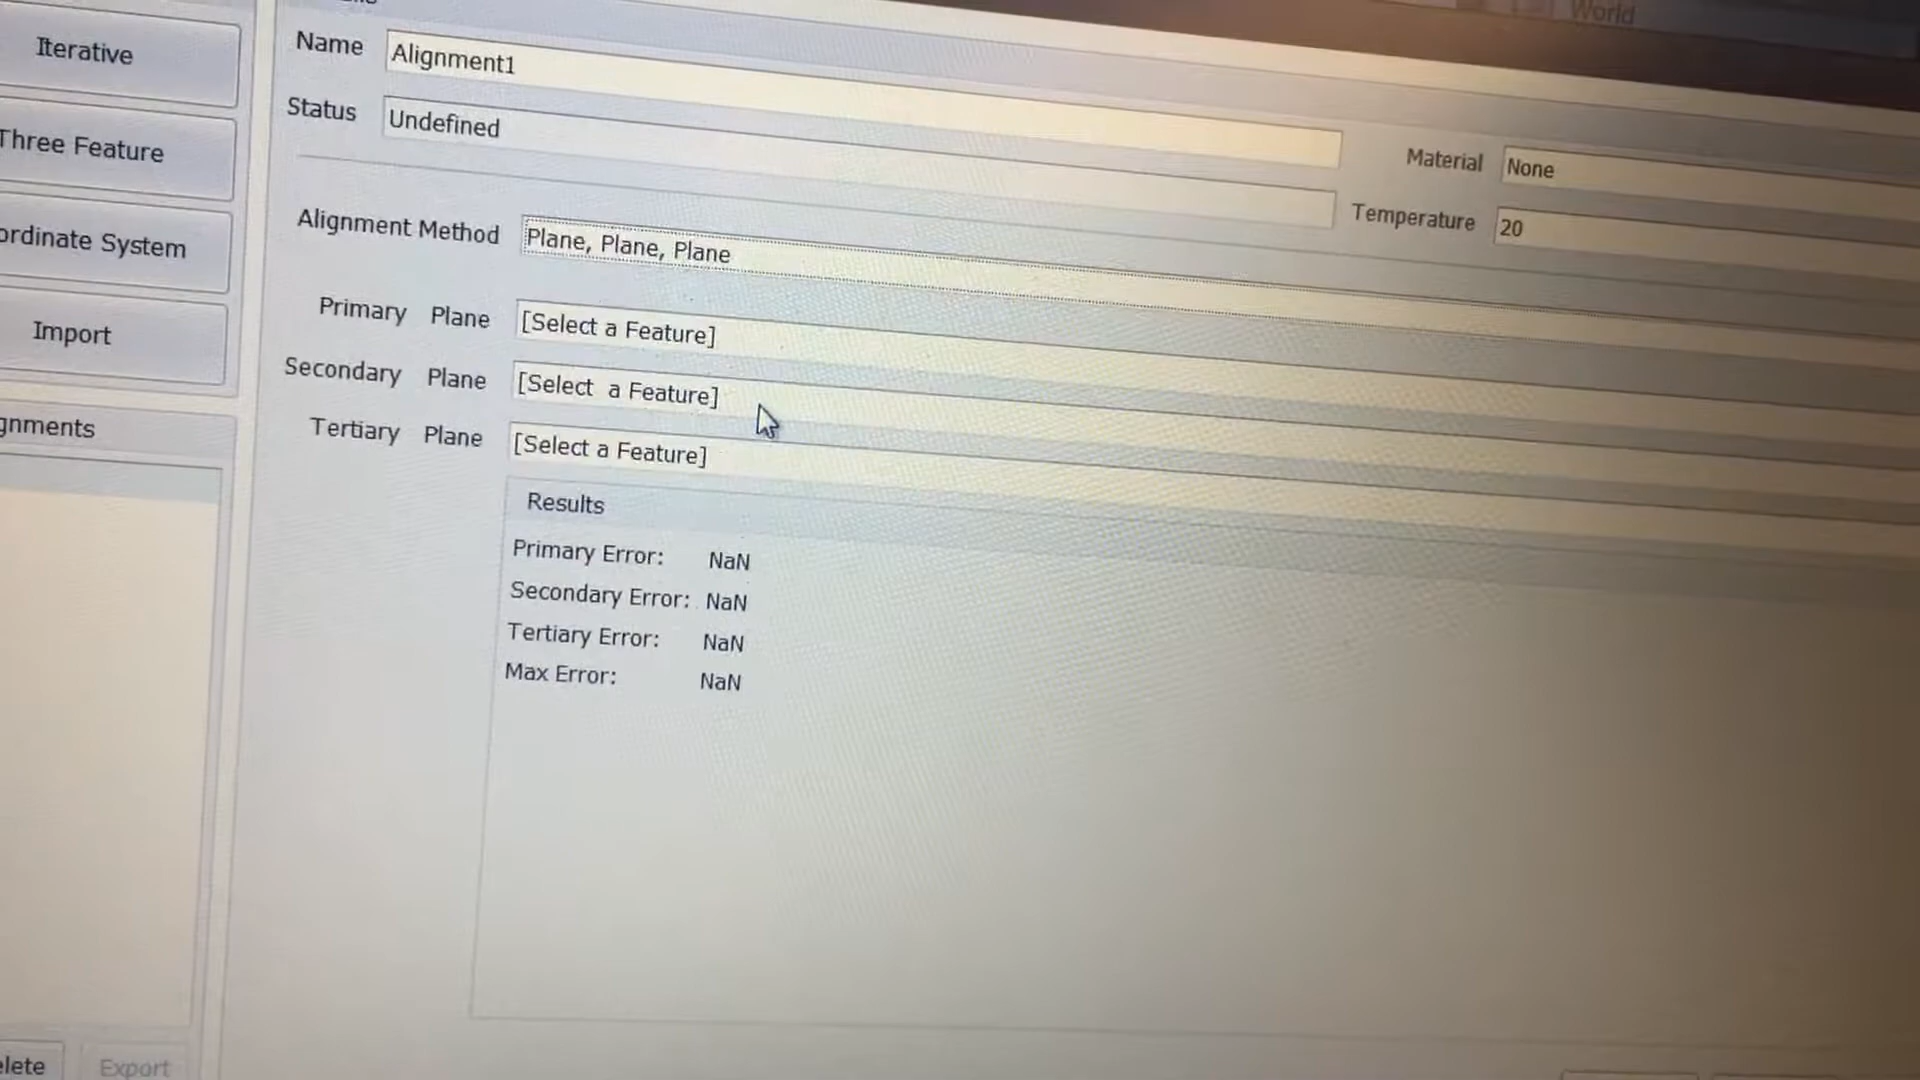 World
Iterative
Three Feature
ordinate System
Import
gnments
elete
Export
Name Alignment1
Status Undefined
Material None
Temperature 20
Alignment Method Plane, Plane, Plane
Primary Plane [Select a Feature]
Secondary Plane [Select a Feature]
Tertiary Plane [Select a Feature]
Results
Primary Error: NaN
Secondary Error: NaN
Tertiary Error: NaN
Max Error: NaN